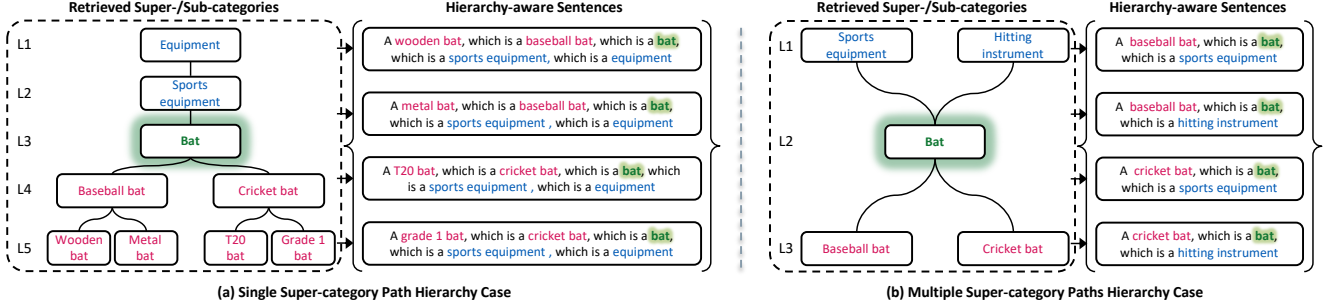 Retrieved Super-/Sub-categories
Hierarchy-aware Sentences
L1
L2
L3
L4
L5
Equipment
Sports
equipment
Bat
Baseball bat
Cricket bat
Wooden
bat
Metal
bat
T20
bat
Grade 1
bat
A wooden bat, which is a baseball bat, which is a bat,
which is a sports equipment, which is a equipment
A metal bat, which is a baseball bat, which is a bat,
which is a sports equipment , which is a equipment
A T20 bat, which is a cricket bat, which is a bat, which
is a sports equipment , which is a equipment
A grade 1 bat, which is a cricket bat, which is a bat,
which is a sports equipment , which is a equipment
(a) Single Super-category Paths Hierarchy Case
Retrieved Super-/Sub-categories
Hierarchy-aware Sentences
L1
L2
L3
Sports
equipment
Hitting
instrument
Bat
Baseball bat
Cricket bat
A baseball bat, which is a bat,
which is a sports equipment
A baseball bat, which is a bat,
which is a hitting instrument
A cricket bat, which is a bat,
which is a sports equipment
A cricket bat, which is a bat,
which is a hitting instrument
(b) Multiple Super-category Paths Hierarchy Case